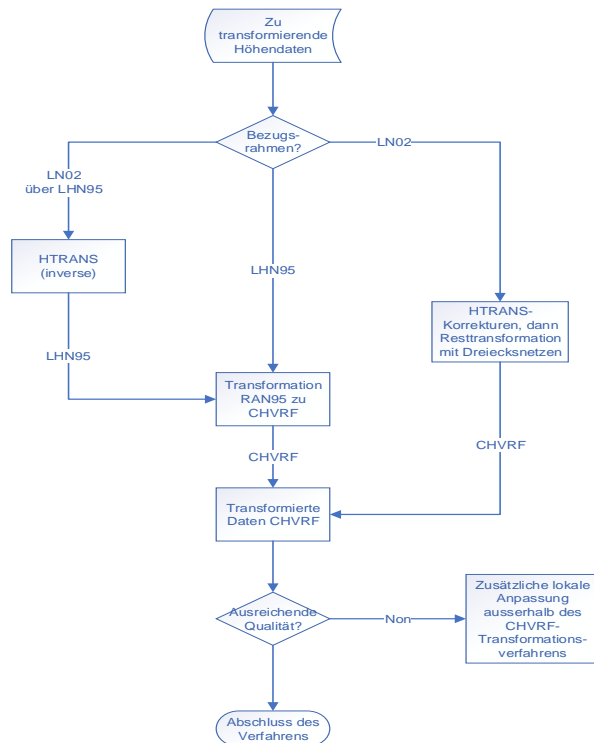 Zu
transformierende
Höhendaten
Bezugs-
rahmen?
LN02
LN02
über LHN95
HTRANS
(inverse)
LHN95
HTRANS-
Korrekturen, dann
Resttransformation
mit Dreiecksnetzen
LHN95
Transformation
RAN95 zu
CHVRF
CHVRF
CHVRF
Transformierte
Daten CHVRF
Ausreichende
Qualität?
Non
Zusätzliche lokale
Anpassung
ausserhalb des
CHVRF-
Transformations-
verfahrens
Abschluss des
Verfahrens